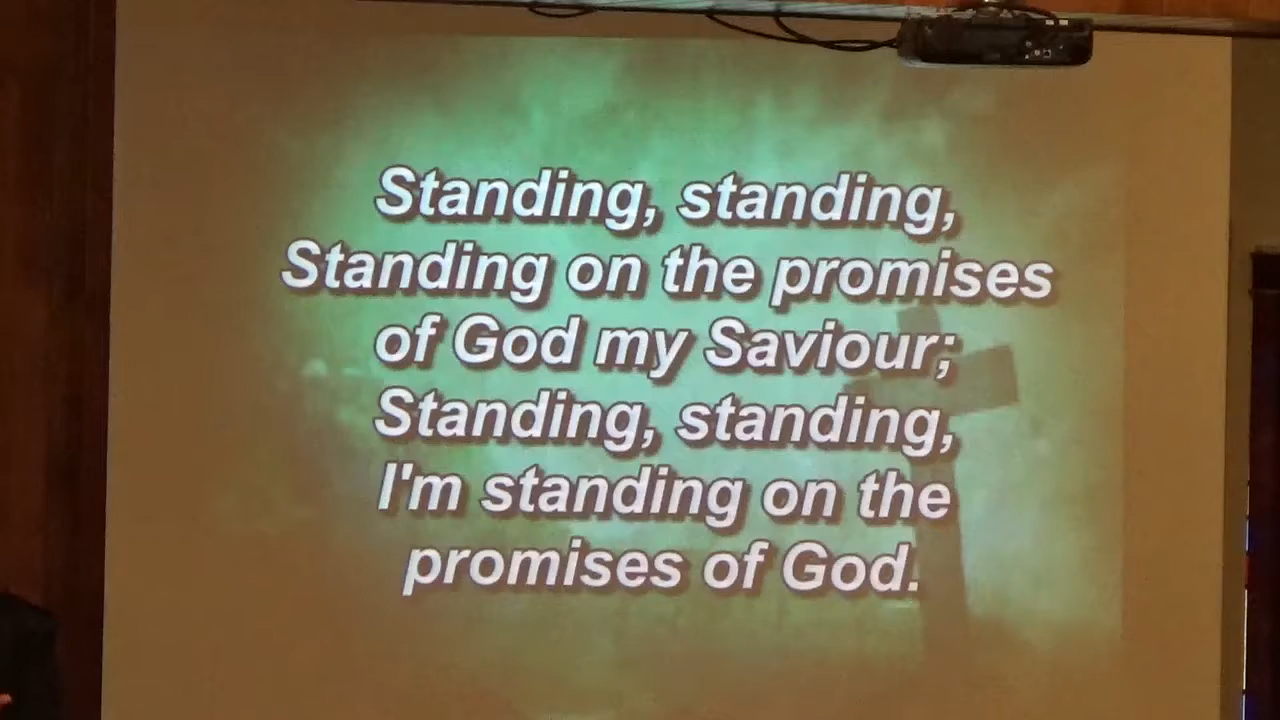 Standing, standing,
Standing on the promises
of God my Saviour;
Standing, standing,
I'm standing on the
promises of God.